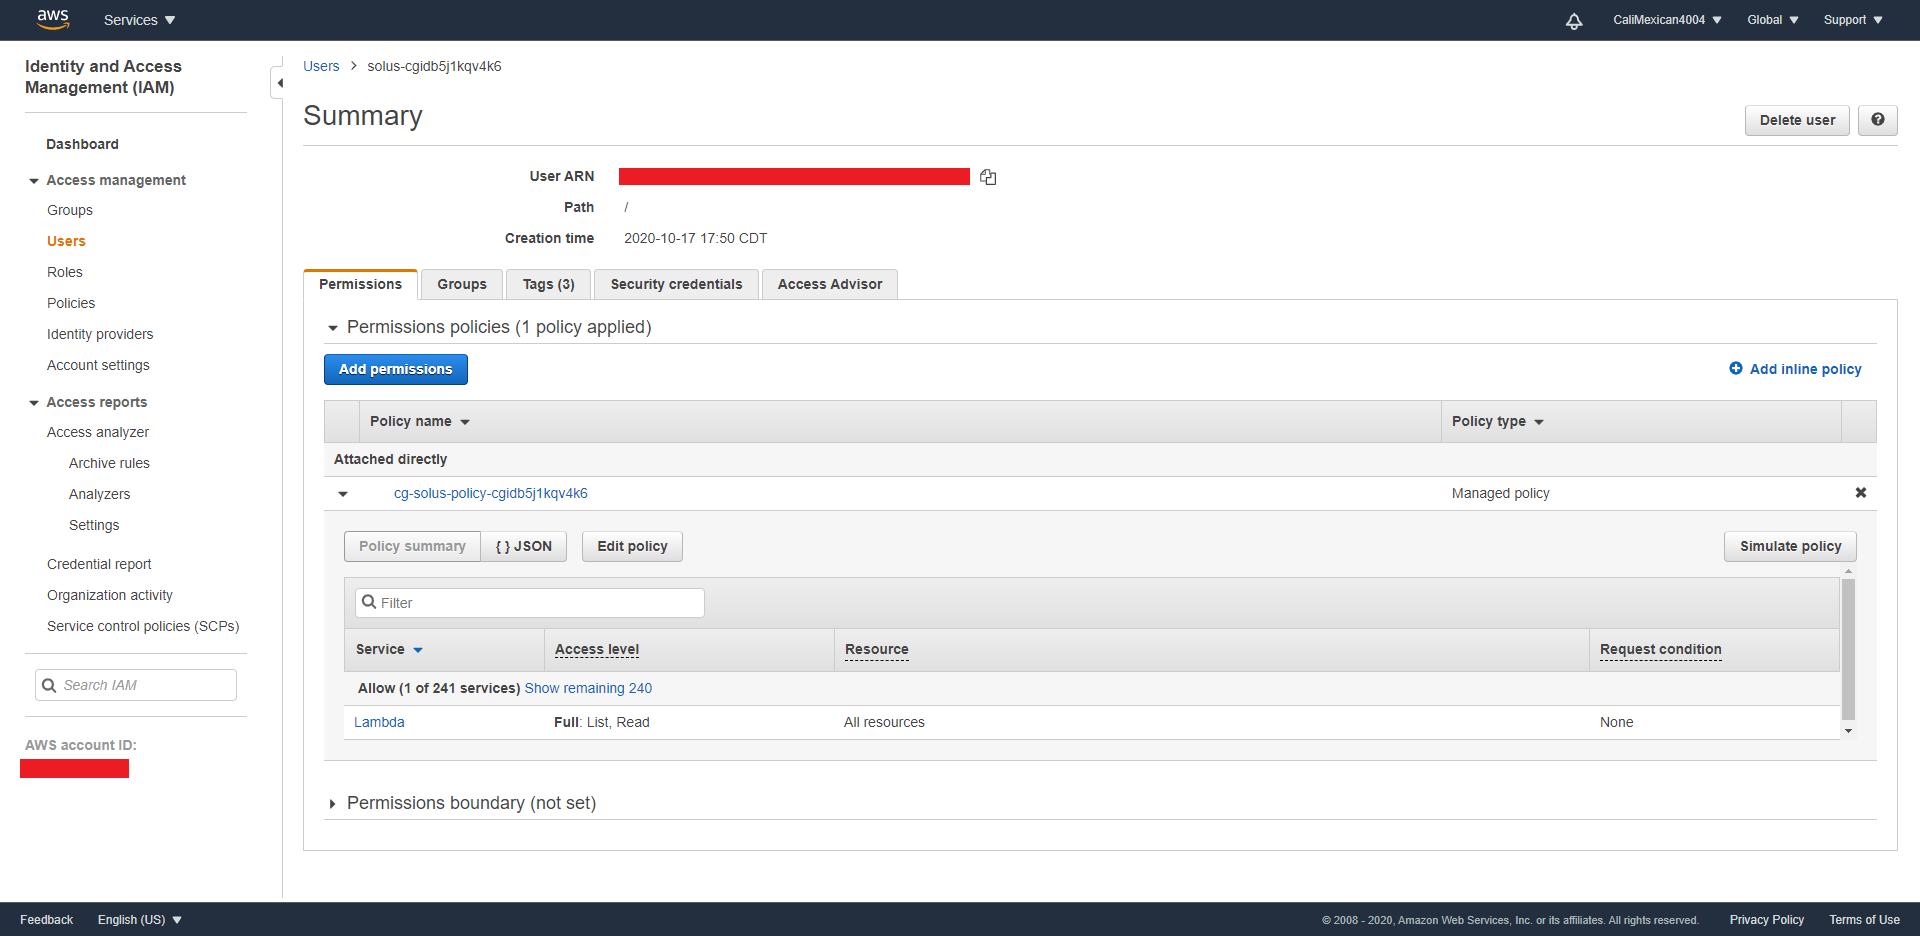 aws Services CaliMexican4004 Global Support
Identity and Access
Management (IAM)
Dashboard
Access management
Groups
Users
Roles
Policies
Identity providers
Account settings
Access reports
Access analyzer
Archive rules
Analyzers
Settings
Credential report
Organization activity
Service control policies (SCPs)
Search IAM
AWS account ID:
Users > solus-cgidb5j1kqv4k6
Summary
Delete user
User ARN
Path /
Creation time 2020-10-17 17:50 CDT
Permissions Groups Tags (3) Security credentials Access Advisor
Permissions policies (1 policy applied)
Add permissions Add inline policy
Policy name Policy type
Attached directly
cg-solus-policy-cgidb5j1kqv4k6 Managed policy
Policy summary { } JSON Edit policy Simulate policy
Filter
Service Access level Resource Request condition
Allow (1 of 241 services) Show remaining 240
Lambda Full: List, Read All resources None
Permissions boundary (not set)
Feedback English (US) © 2008 - 2020, Amazon Web Services, Inc. or its affiliates. All rights reserved. Privacy Policy Terms of Use